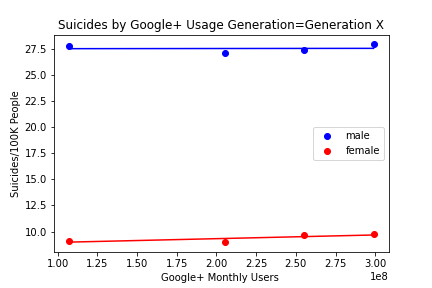 Suicides by Google+ Usage Generation=Generation X
Suicides/100K People
27.5
25.0
22.5
20.0
17.5
15.0
12.5
10.0
male
female
1.00 1.25 1.50 1.75 2.00 2.25 2.50 2.75 3.00
1e8
Google+ Monthly Users